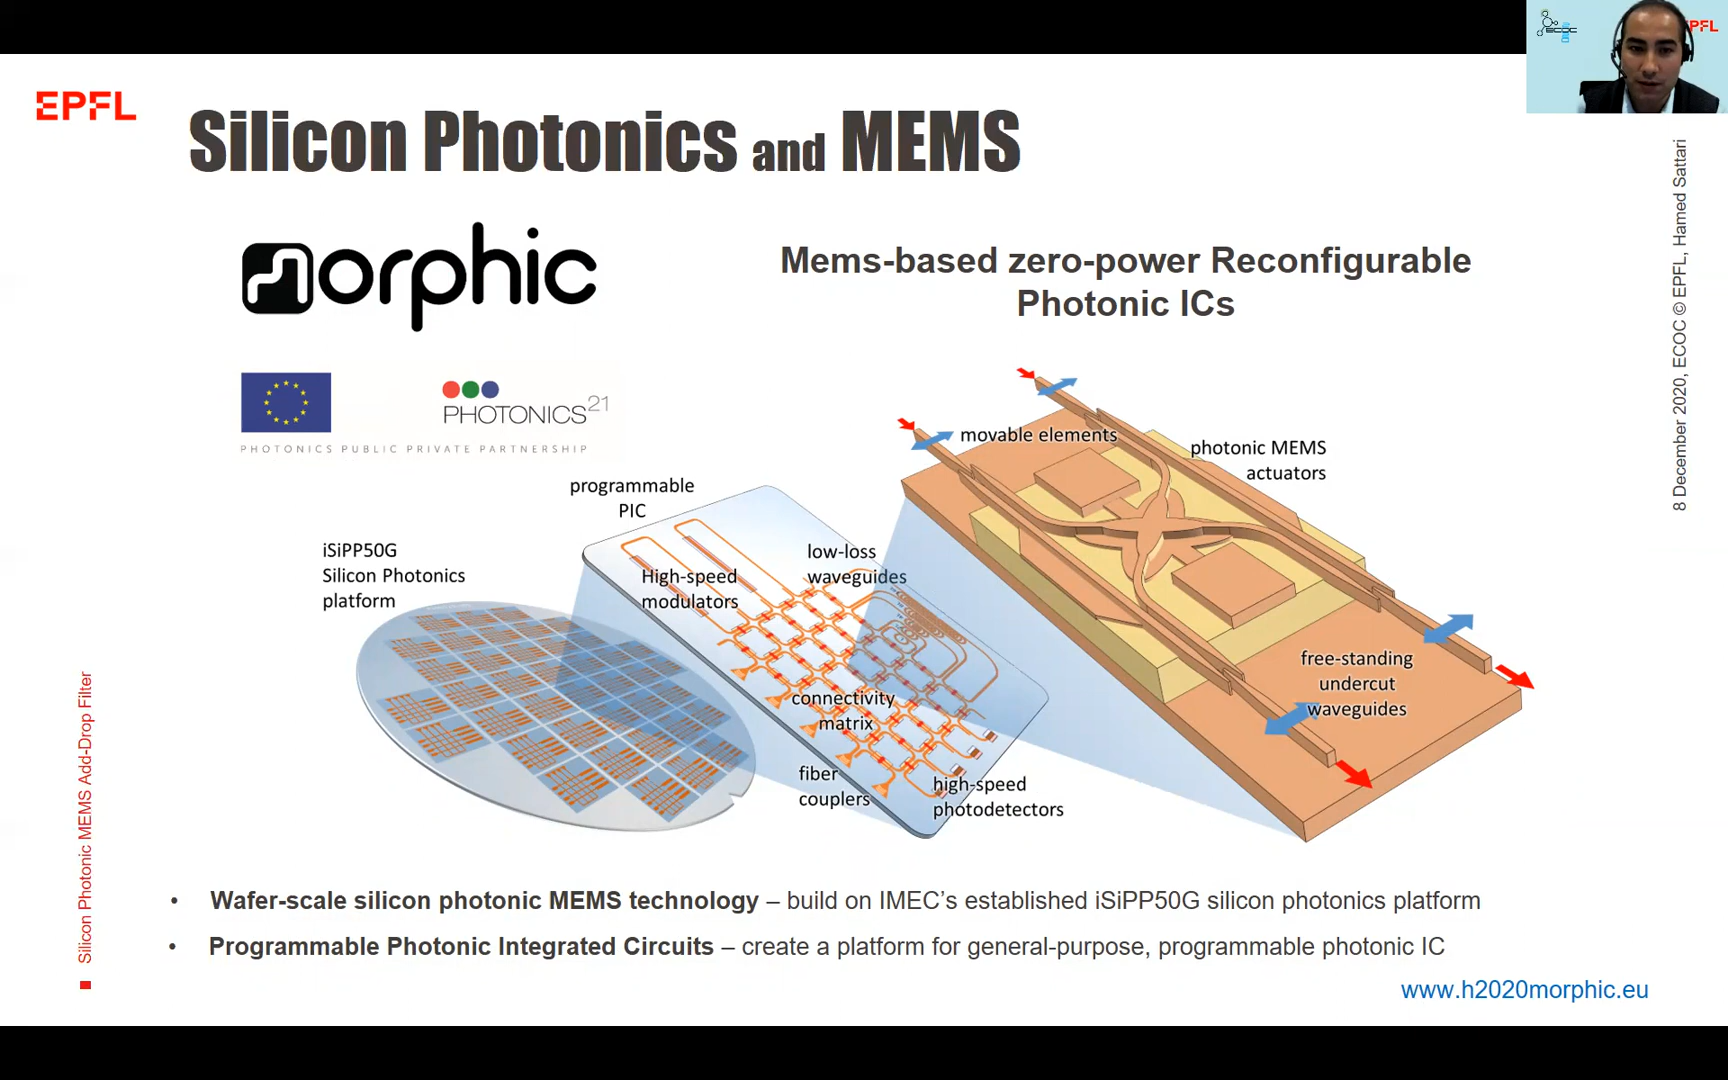 ECOC
EPFL
EPFL
Silicon Photonics and MEMS
morphic
Mems-based zero-power Reconfigurable
Photonic ICs
PHOTONICS21
PHOTONICS PUBLIC PRIVATE PARTNERSHIP
movable elements
photonic MEMS
actuators
programmable
PIC
iSiPP50G
Silicon Photonics
platform
High-speed
modulators
low-loss
waveguides
connectivity
matrix
free-standing
undercut
waveguides
fiber
couplers
high-speed
photodetectors
• Wafer-scale silicon photonic MEMS technology – build on IMEC’s established iSiPP50G silicon photonics platform
• Programmable Photonic Integrated Circuits – create a platform for general-purpose, programmable photonic IC
www.h2020morphic.eu
Silicon Photonic MEMS Add-Drop Filter
8 December 2020, ECOC © EPFL, Hamed Sattari